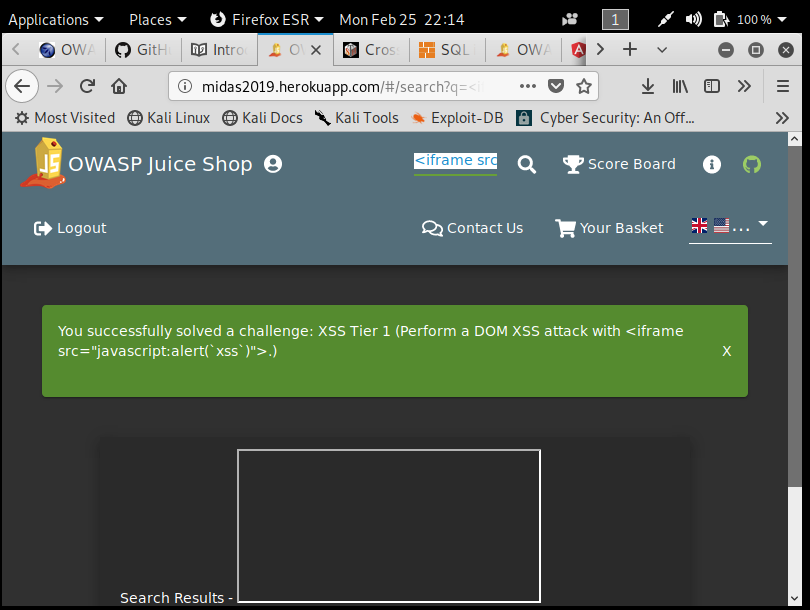 Applications Places Firefox ESR Mon Feb 25 22:14 1 100 %
OWA GitH Intro O Cros SQL OWA
midas2019.herokuapp.com/#/search?q=<i
Most Visited Kali Linux Kali Docs Kali Tools Exploit-DB Cyber Security: An Off...
JS OWASP Juice Shop <iframe src Score Board
Logout Contact Us Your Basket ...
You successfully solved a challenge: XSS Tier 1 (Perform a DOM XSS attack with <iframe
src="javascript:alert(`xss`)">.) X
Search Results -